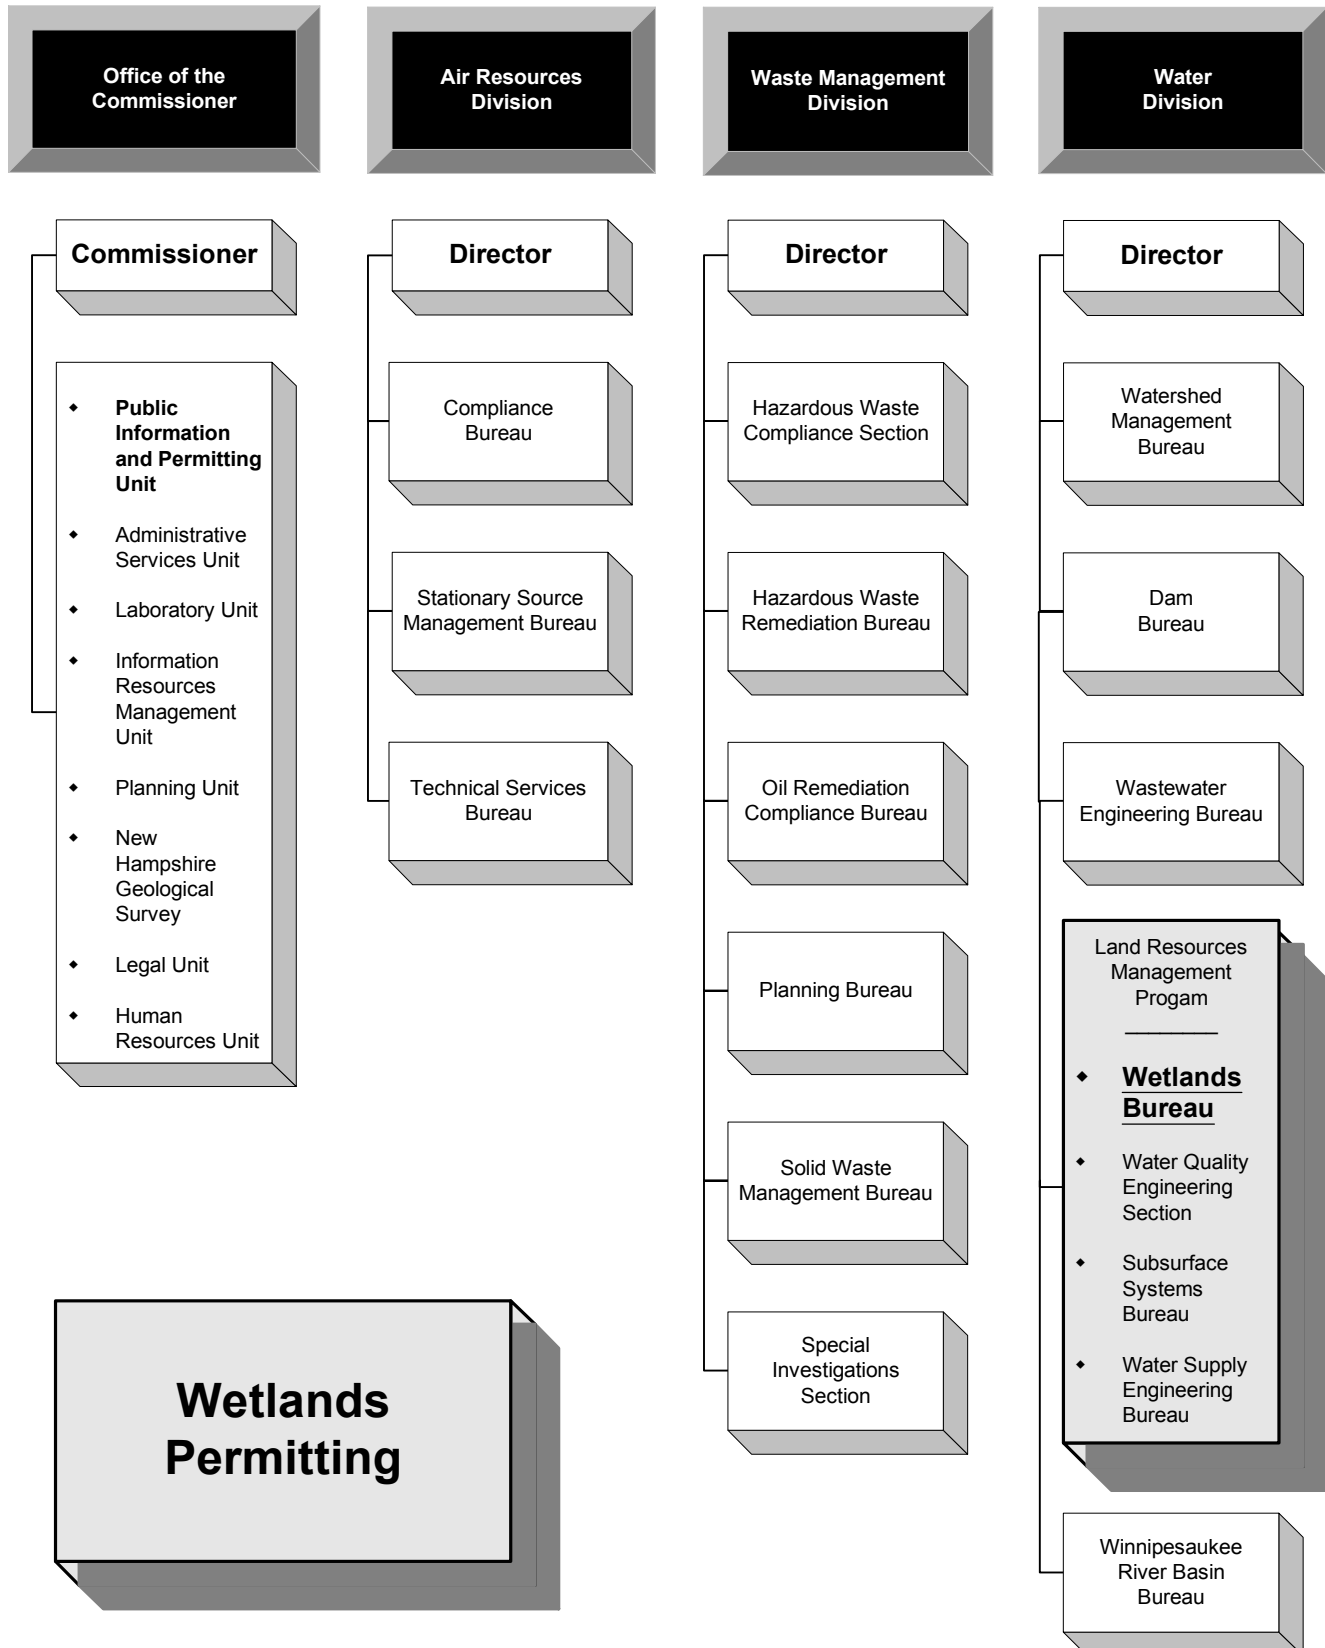 Office of the
Commissioner
Air Resources
Division
Waste Management
Division
Water
Division
Commissioner
Public
Information
and Permitting
Unit
Administrative
Services Unit
Laboratory Unit
Information
Resources
Management
Unit
Planning Unit
New
Hampshire
Geological
Survey
Legal Unit
Human
Resources Unit
Director
Compliance
Bureau
Stationary Source
Management Bureau
Technical Services
Bureau
Director
Hazardous Waste
Compliance Section
Hazardous Waste
Remediation Bureau
Oil Remediation
Compliance Bureau
Planning Bureau
Solid Waste
Management Bureau
Special
Investigations
Section
Director
Watershed
Management
Bureau
Dam
Bureau
Wastewater
Engineering Bureau
Land Resources
Management
Progam
Wetlands
Bureau
Water Quality
Engineering
Section
Subsurface
Systems
Bureau
Water Supply
Engineering
Bureau
Winnipesaukee
River Basin
Bureau
Wetlands
Permitting